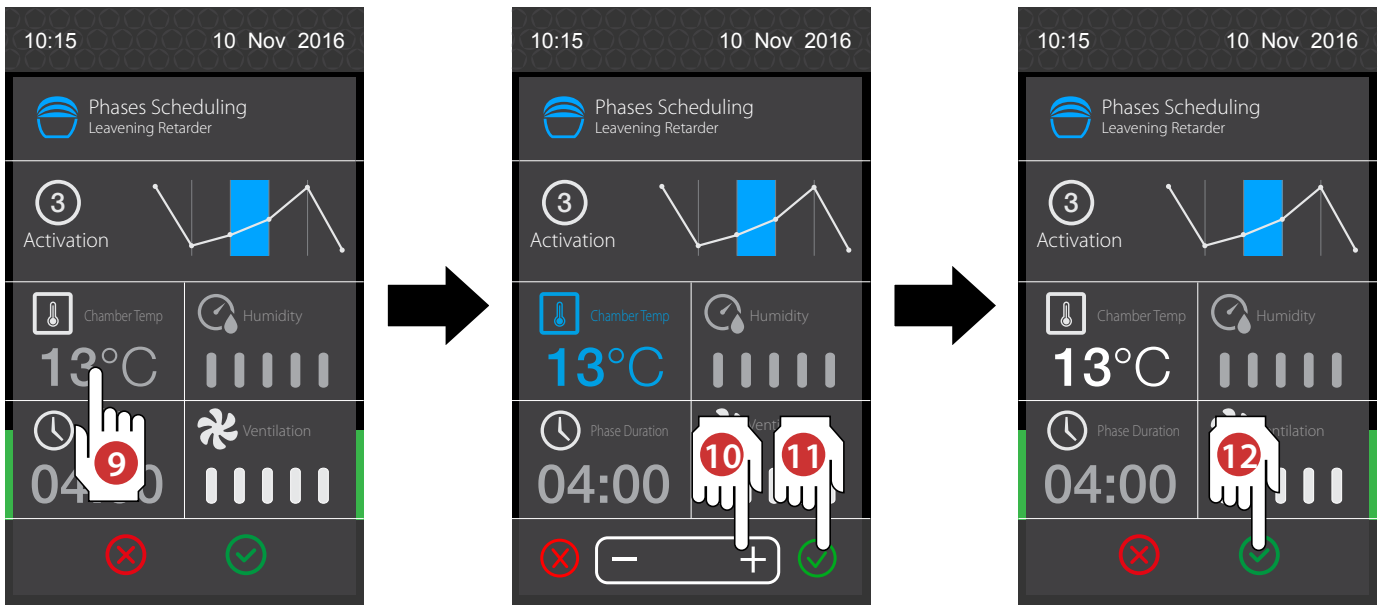 10:15 10 Nov 2016
Phases Scheduling
Leavening Retarder
3
Activation
Chamber Temp Humidity
13°C
Ventilation
9
10:15 10 Nov 2016
Phases Scheduling
Leavening Retarder
3
Activation
Chamber Temp Humidity
13°C
Phase Duration
10 11
04:00
− +
10:15 10 Nov 2016
Phases Scheduling
Leavening Retarder
3
Activation
Chamber Temp Humidity
13°C
Phase Duration
12
04:00